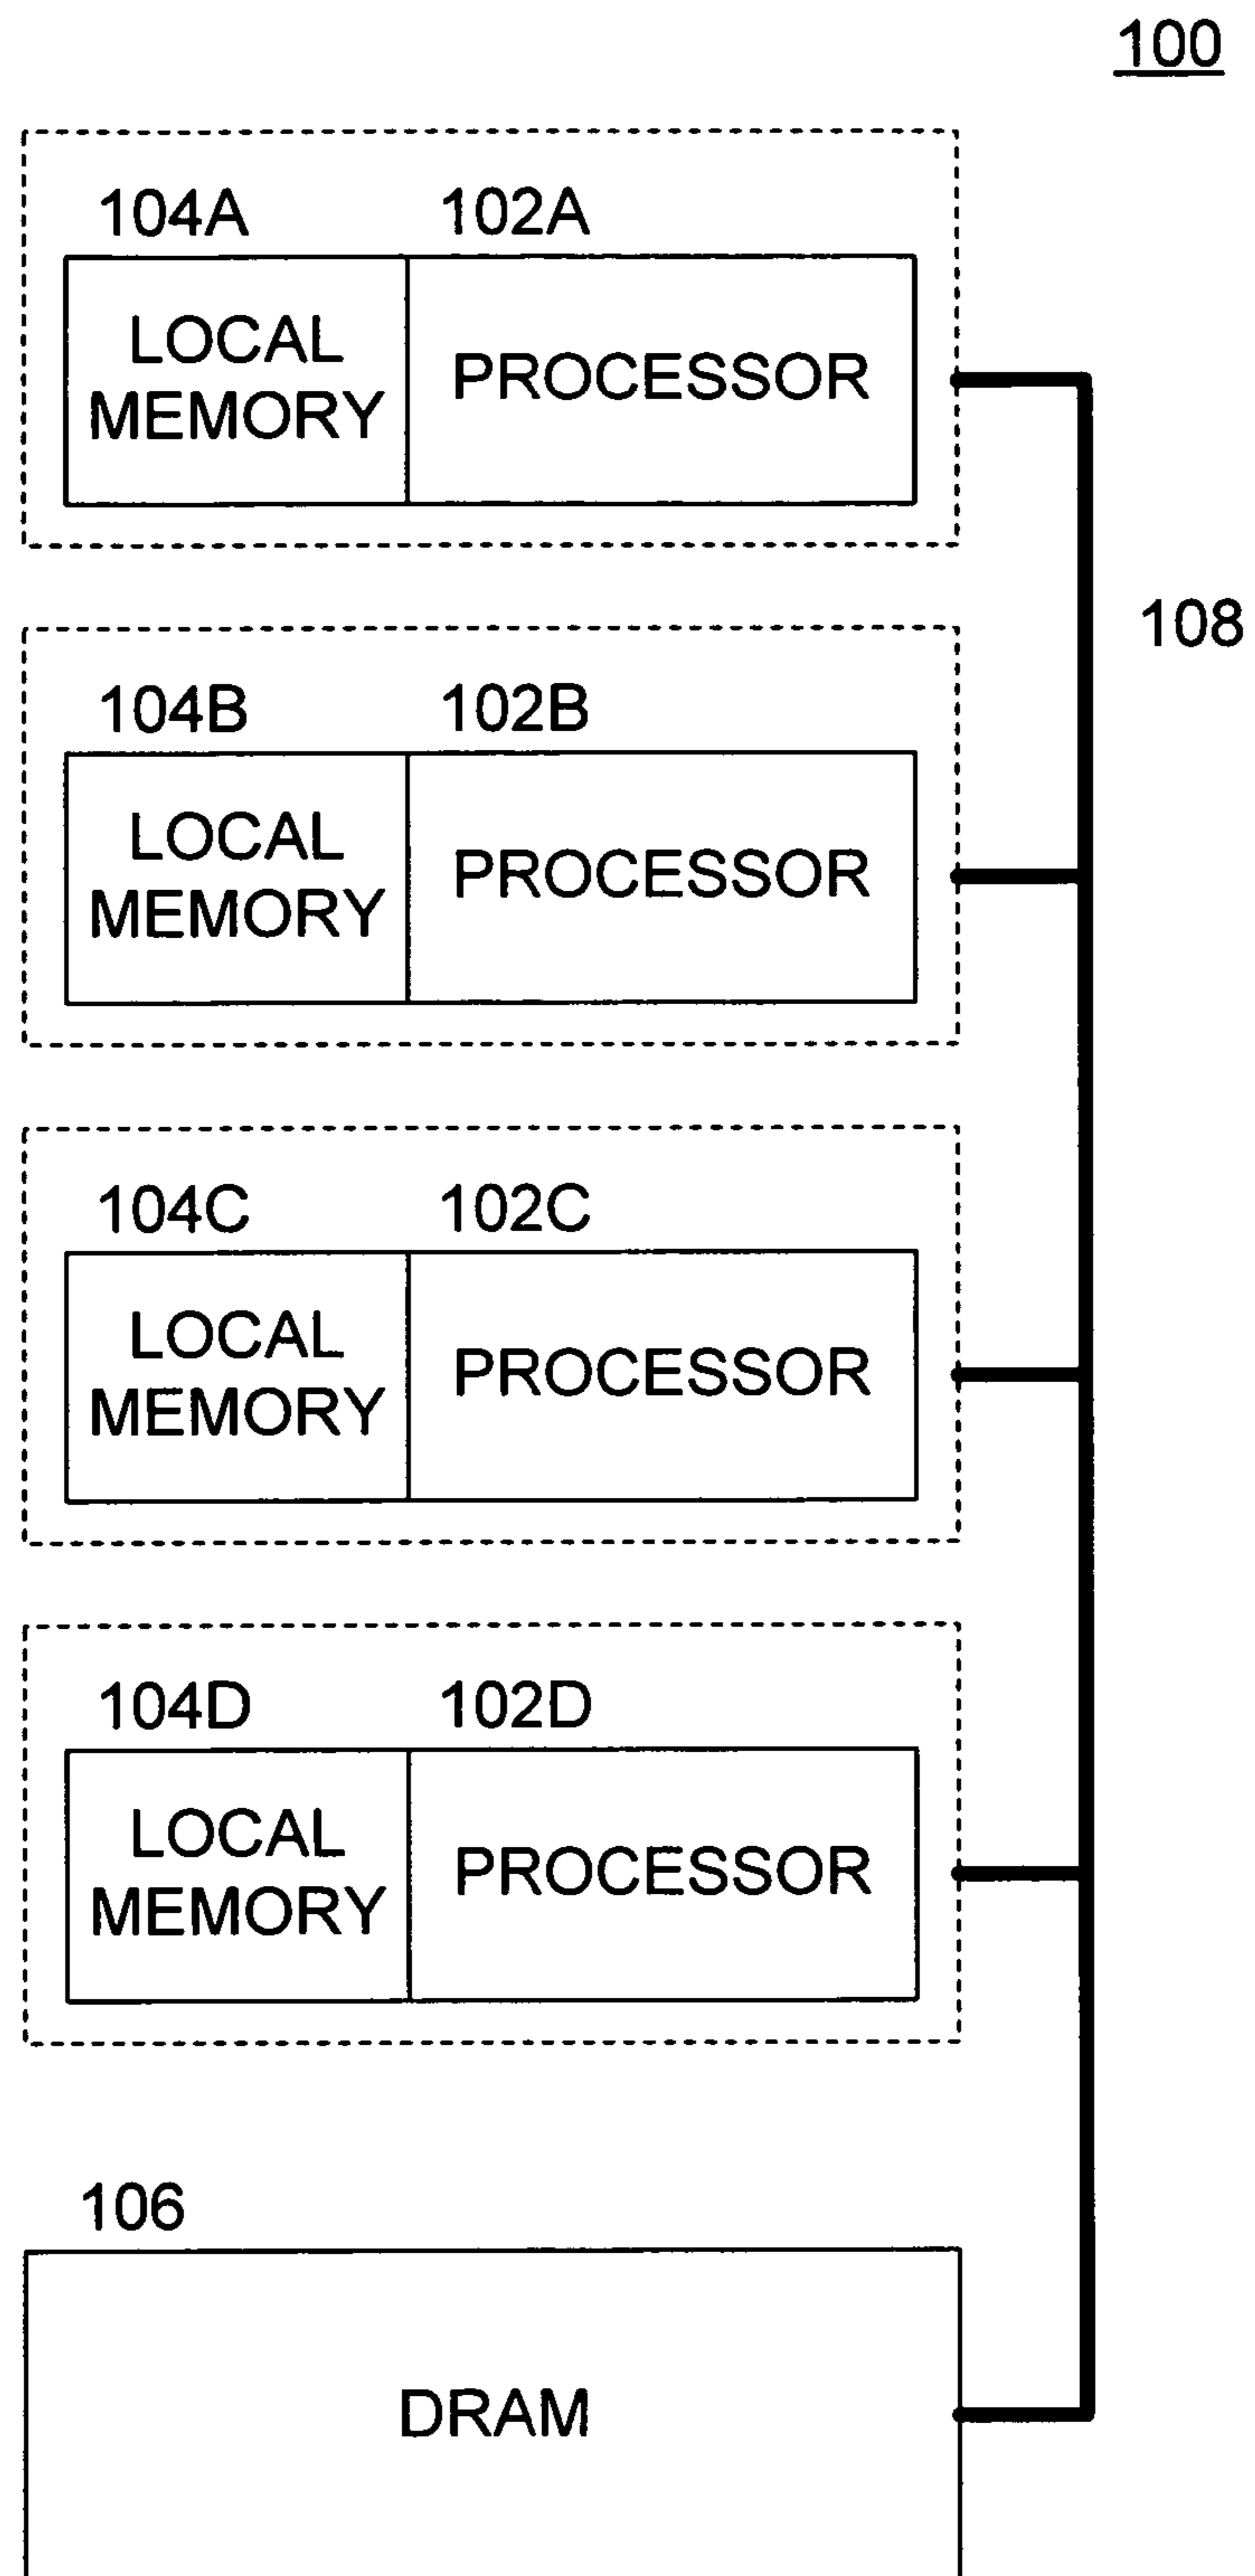 100
104A 102A
LOCAL
MEMORY
PROCESSOR
108
104B 102B
LOCAL
MEMORY
PROCESSOR
104C 102C
LOCAL
MEMORY
PROCESSOR
104D 102D
LOCAL
MEMORY
PROCESSOR
106
DRAM